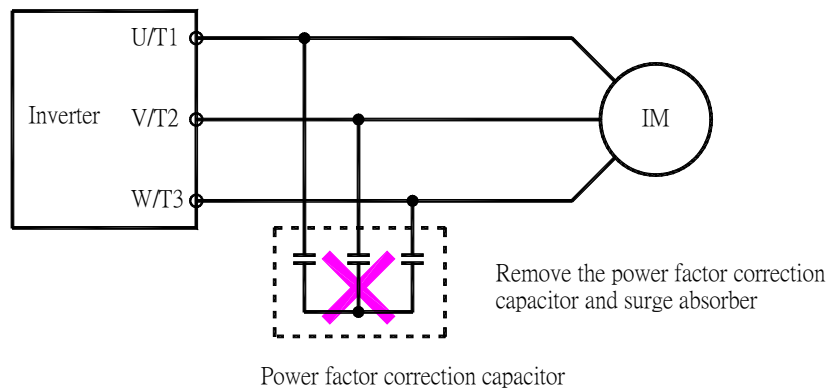 U/T1
Inverter
V/T2
IM
W/T3
Remove the power factor correction
capacitor and surge absorber
Power factor correction capacitor